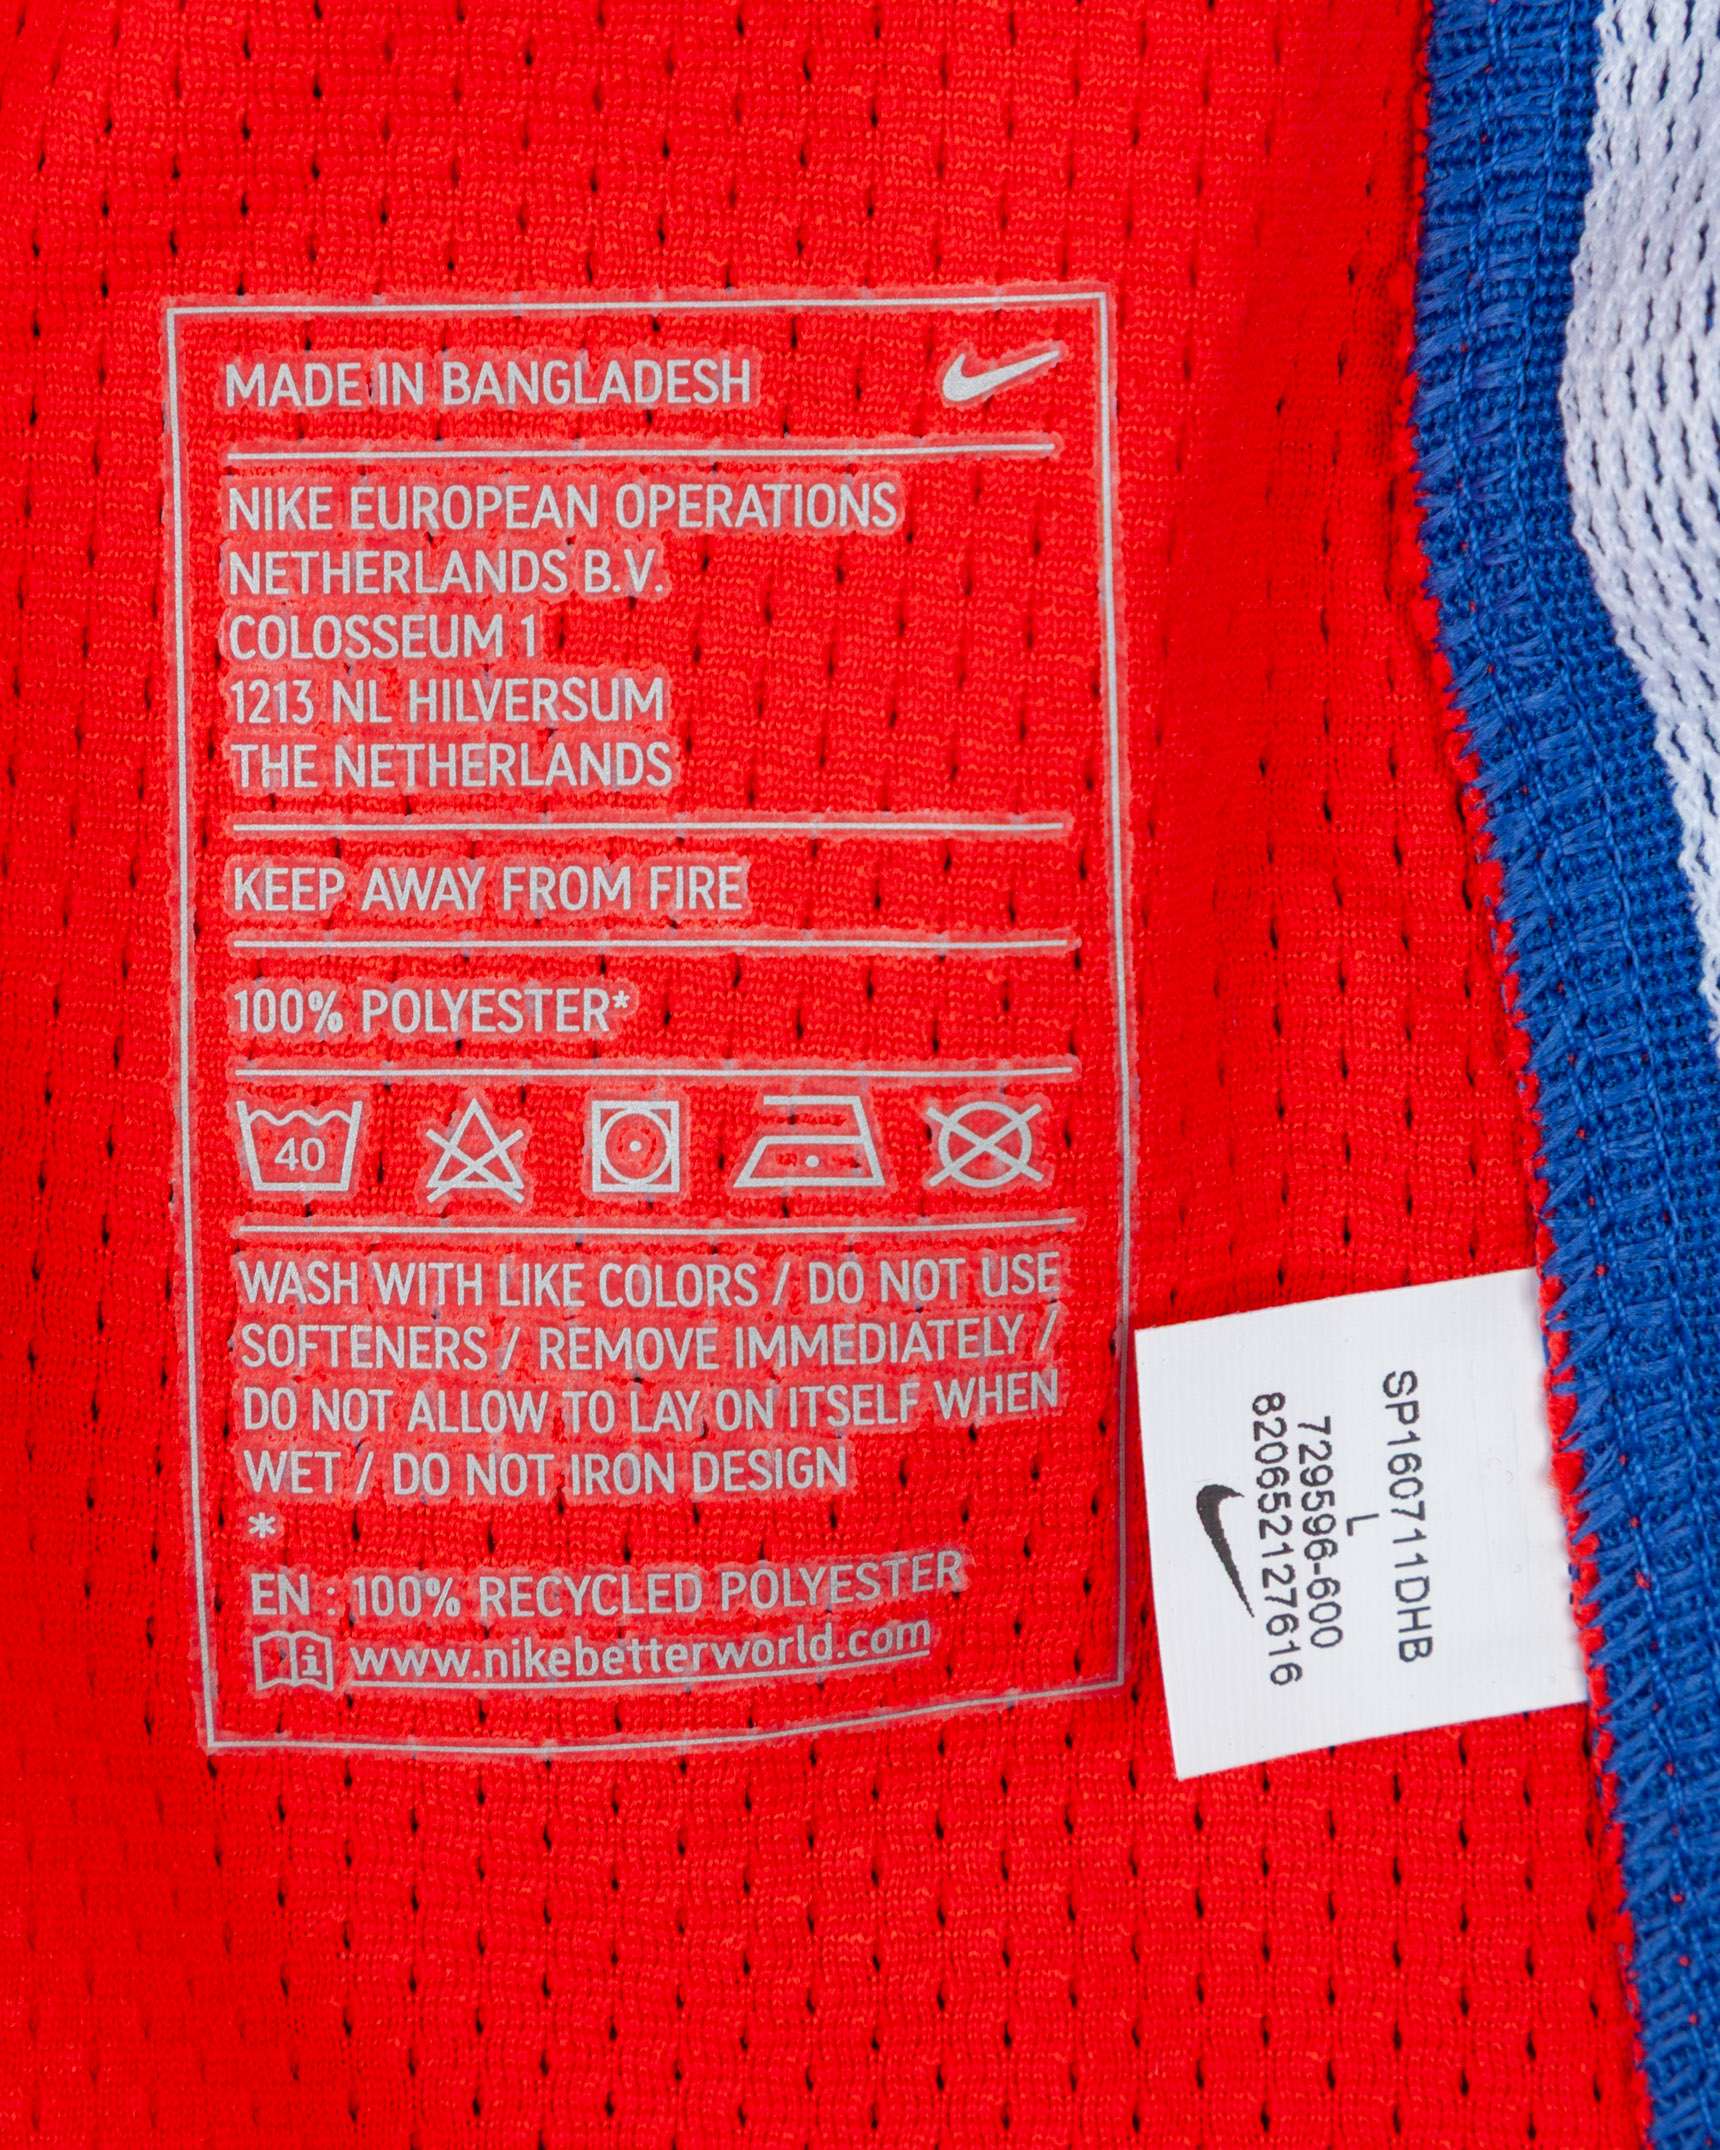 MADE IN BANGLADESH
NIKE EUROPEAN OPERATIONS
NETHERLANDS B.V.
COLOSSEUM 1
1213 NL HILVERSUM
THE NETHERLANDS
KEEP AWAY FROM FIRE
100% POLYESTER*
40
WASH WITH LIKE COLORS / DO NOT USE
SOFTENERS / REMOVE IMMEDIATELY /
DO NOT ALLOW TO LAY ON ITSELF WHEN
WET / DO NOT IRON DESIGN
*
EN : 100% RECYCLED POLYESTER
i www.nikebetterworld.com
SP160711DHB
L
729596-600
820652127616